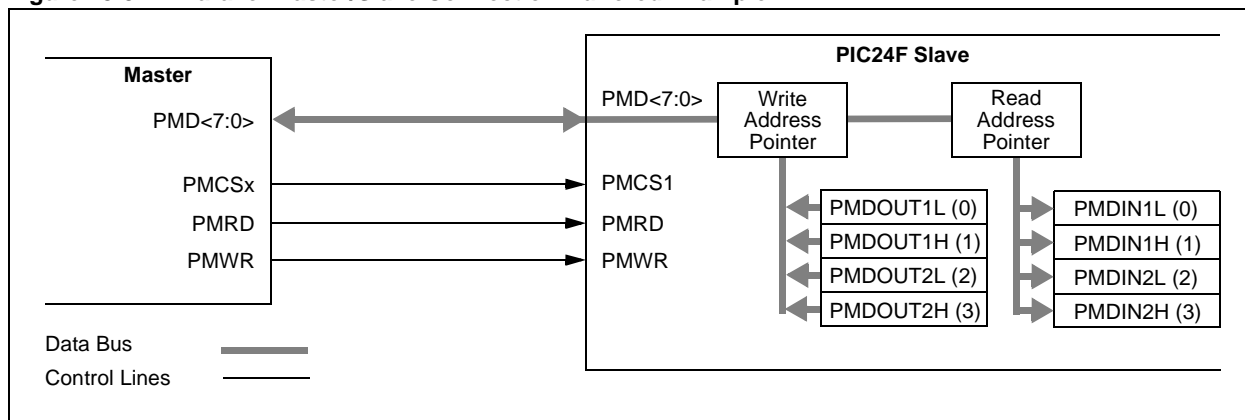 Master
PMD<7:0>
PMCSx
PMRD
PMWR
Data Bus
Control Lines
PIC24F Slave
PMD<7:0>
PMCS1
PMRD
PMWR
Write
Address
Pointer
Read
Address
Pointer
PMDOUT1L (0)
PMDOUT1H (1)
PMDOUT2L (2)
PMDOUT2H (3)
PMDIN1L (0)
PMDIN1H (1)
PMDIN2L (2)
PMDIN2H (3)